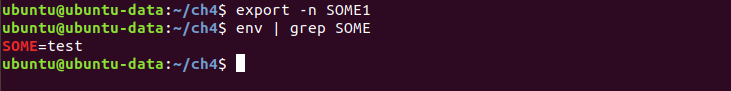 ubuntu@ubuntu-data:~/ch4$ export -n SOME1
ubuntu@ubuntu-data:~/ch4$ env | grep SOME
SOME=test
ubuntu@ubuntu-data:~/ch4$